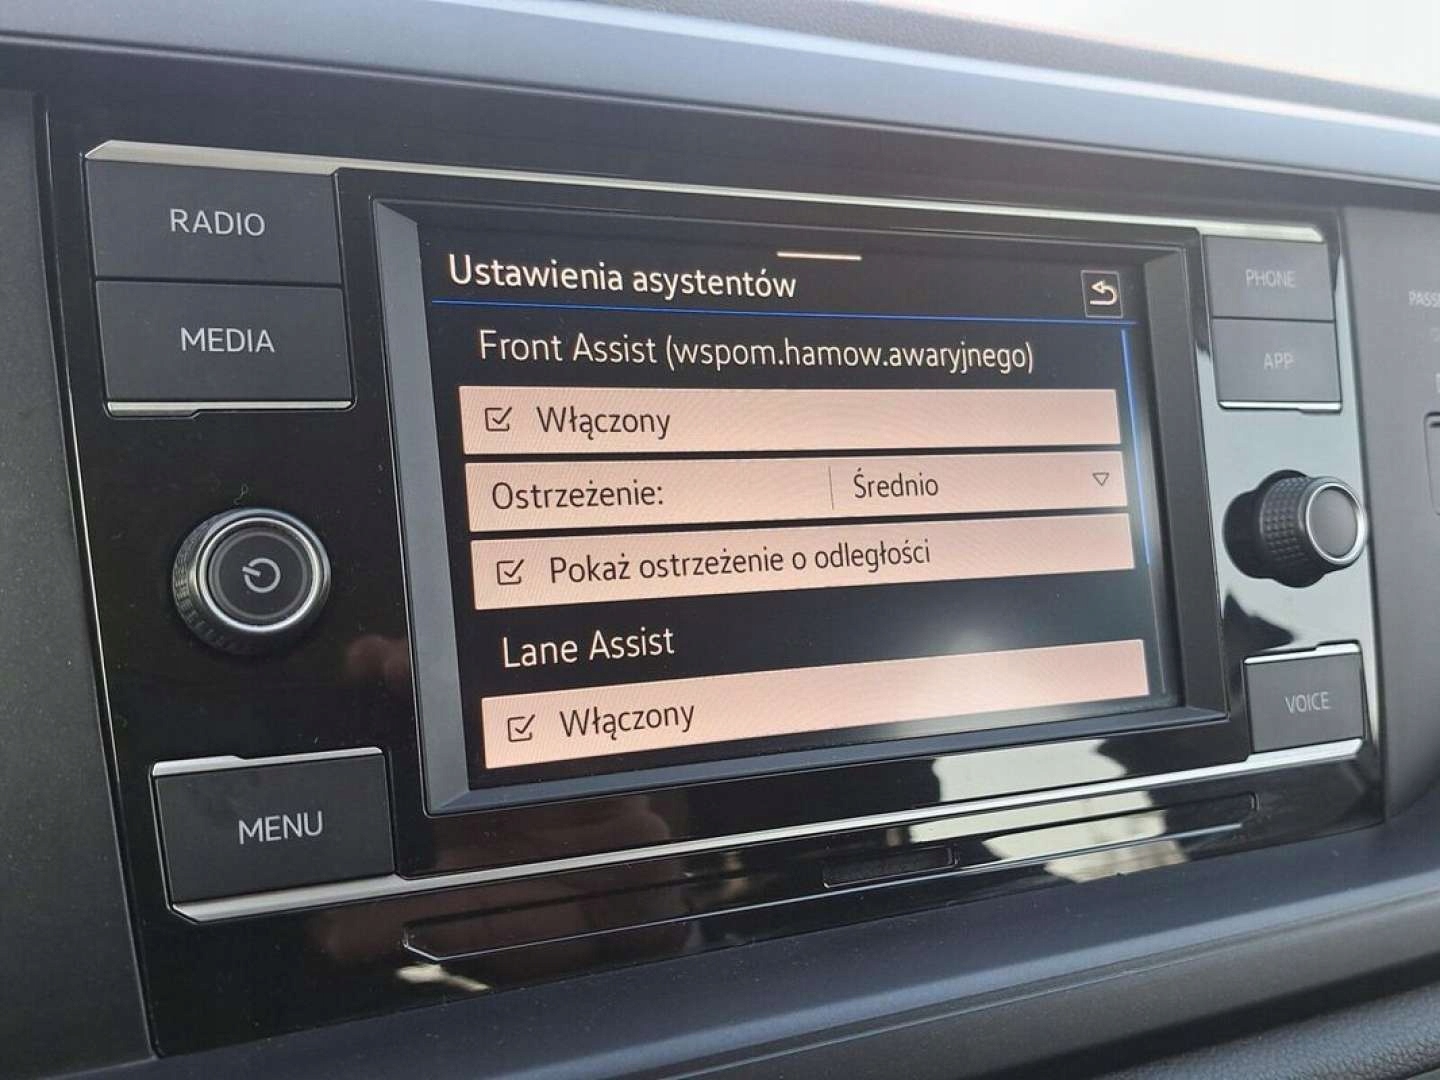 RADIO
MEDIA
MENU
Ustawienia asystentów
Front Assist (wspom.hamow.awaryjnego)
Włączony
Ostrzeżenie: Średnio
Pokaż ostrzeżenie o odległości
Lane Assist
Włączony
PHONE
APP
VOICE